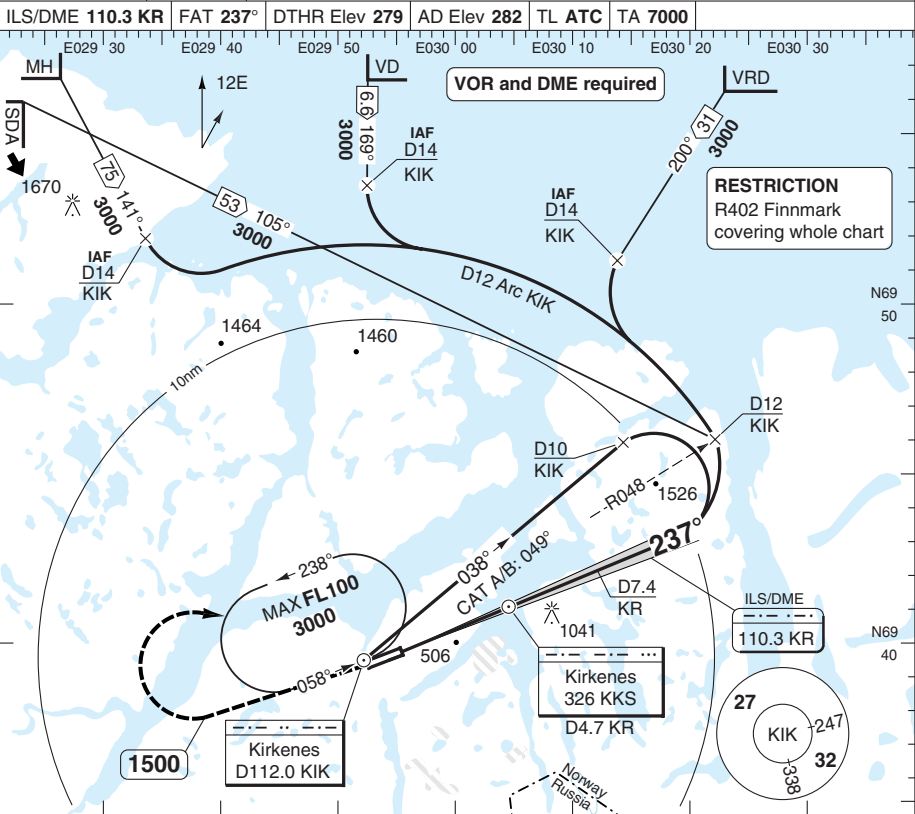 ILS/DME 110.3 KR FAT 237° DTHR Elev 279 AD Elev 282 TL ATC TA 7000
E029 30 E029 40 E029 50 E030 00 E030 10 E030 20 E030 30
MH
VD
VRD
12E
VOR and DME required
SDA
6.6 169°
3000
31
200° 3000
IAF
D14
KIK
1670
75
141°
3000
53 105°
3000
IAF
D14
KIK
RESTRICTION
R402 Finnmark
covering whole chart
IAF
D14
KIK
D12 Arc KIK
N69
50
1464
1460
10nm
D12
KIK
D10
KIK
R048
1526
237°
038°
CAT A/B: 049°
238°
MAX FL100
3000
D7.4
KR
ILS/DME
110.3 KR
1041
506
N69
40
058°
Kirkenes
326 KKS
D4.7 KR
Kirkenes
D112.0 KIK
1500
27
KIK
247
32
338
Norway
Russia